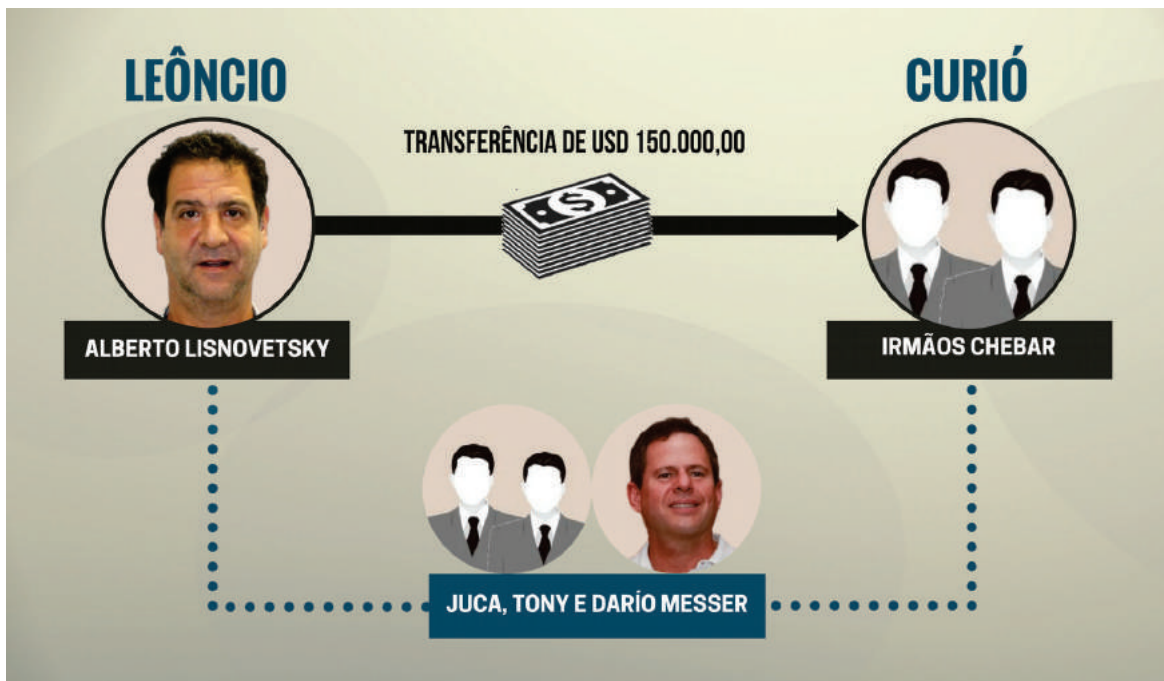 LEÔNCIO
CURIÓ
TRANSFERÊNCIA DE USD 150.000,00
ALBERTO LISNOVETSKY
IRMÃOS CHEBAR
JUCA, TONY E DARÍO MESSER